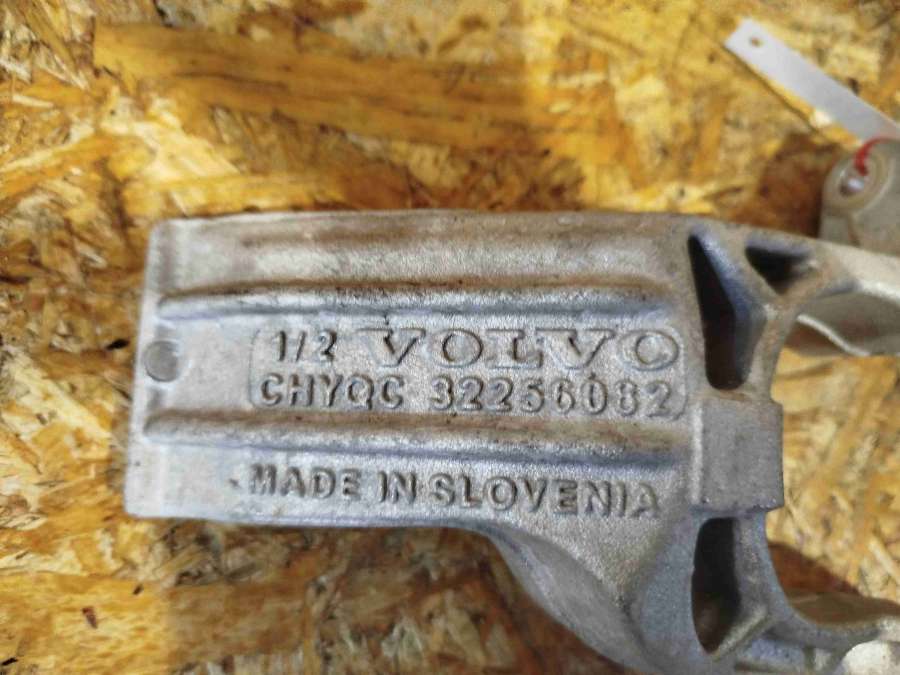 1/2 VOLVO
CHYQC 32256082
MADE IN SLOVENIA